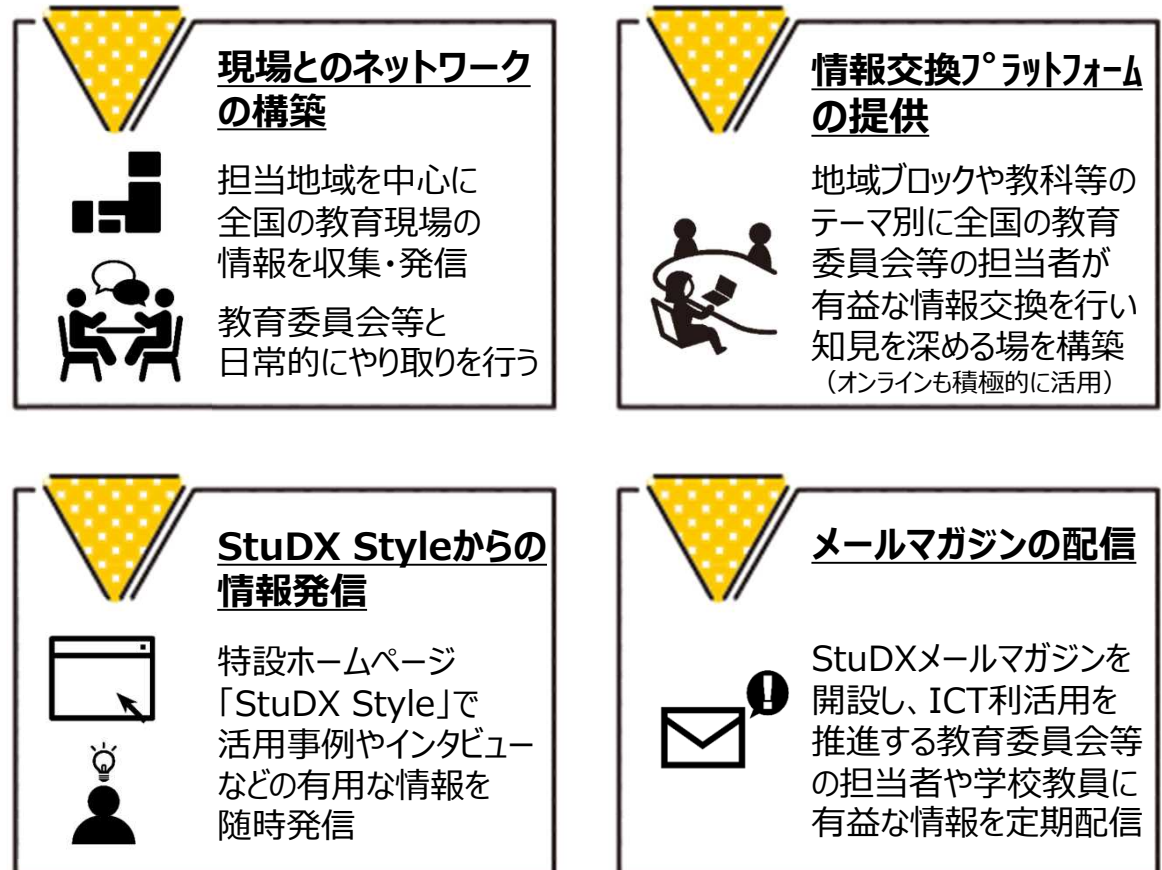 現場とのネットワーク
の構築
担当地域を中心に
全国の教育現場の
情報を収集・発信
教育委員会等と
日常的にやり取りを行う
情報交換ﾌﾟﾗｯﾄﾌｫｰﾑ
の提供
地域ブロックや教科等の
テーマ別に全国の教育
委員会等の担当者が
有益な情報交換を行い
知見を深める場を構築
（オンラインも積極的に活用）
StuDX Styleからの
情報発信
特設ホームページ
「StuDX Style」で
活用事例やインタビュー
などの有用な情報を
随時発信
メールマガジンの配信
StuDXメールマガジンを
開設し、ICT利活用を
推進する教育委員会等
の担当者や学校教員に
有益な情報を定期配信